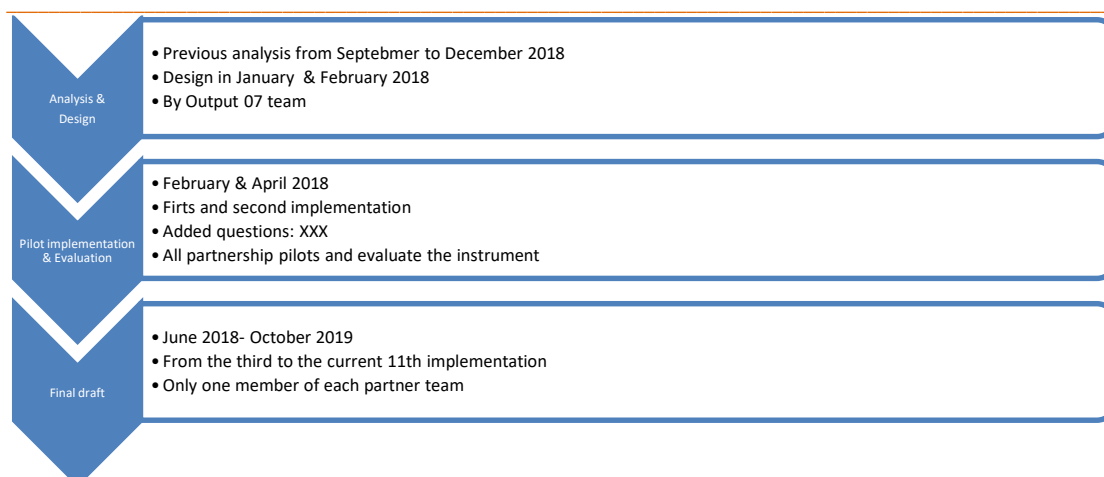 Analysis &
Design
• Previous analysis from Septebmer to December 2018
• Design in January & February 2018
• By Output 07 team
Pilot implementation
& Evaluation
• February & April 2018
• Firts and second implementation
• Added questions: XXX
• All partnership pilots and evaluate the instrument
Final draft
• June 2018- October 2019
• From the third to the current 11th implementation
• Only one member of each partner team